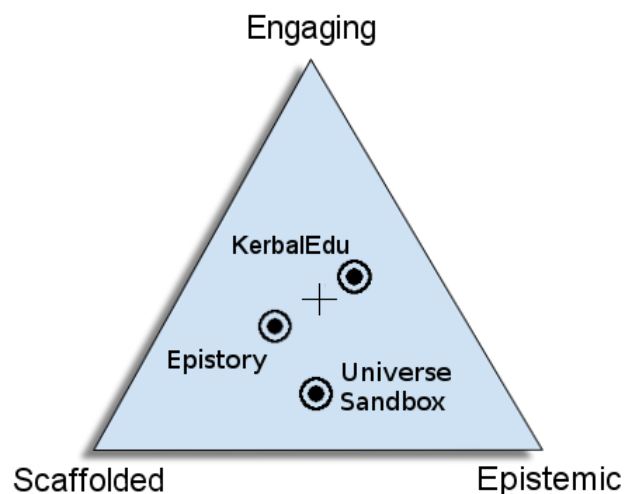 Engaging
KerbalEdu
Epistory
Universe
Sandbox
Scaffolded
Epistemic